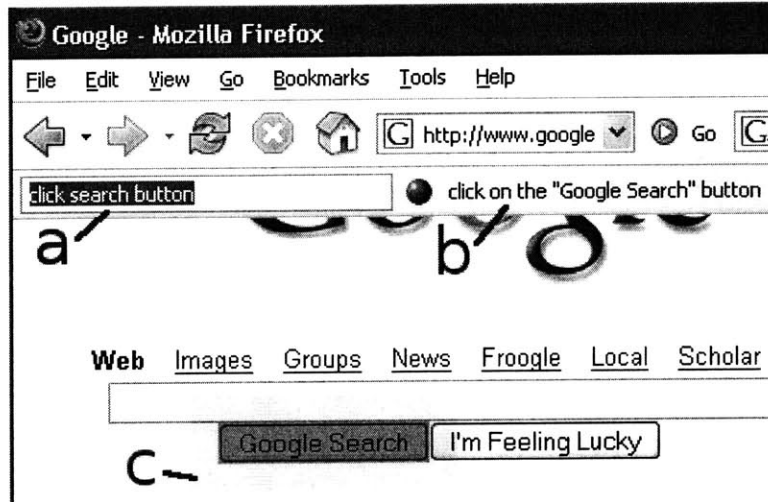 Google - Mozilla Firefox
File Edit View Go Bookmarks Tools Help
http://www.google Go G
click search button click on the "Google Search" button
a b
Web Images Groups News Froogle Local Scholar
Google Search I'm Feeling Lucky
c